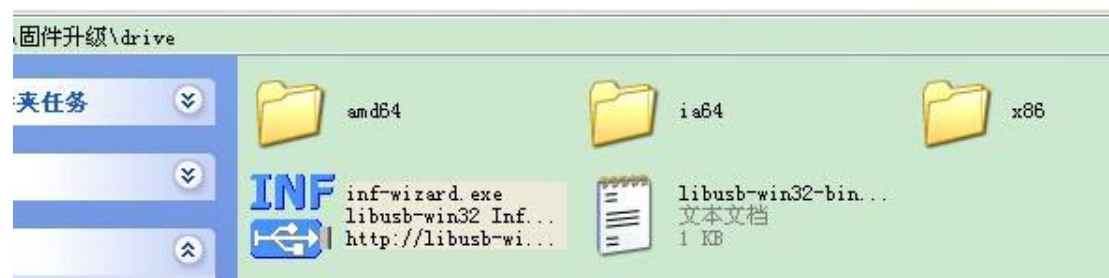 固件升级\drive
夹任务
amd64
ia64
x86
INF
inf-wizard.exe
libusb-win32 Inf...
http://libusb-wi...
libusb-win32-bin...
文本文档
1 KB